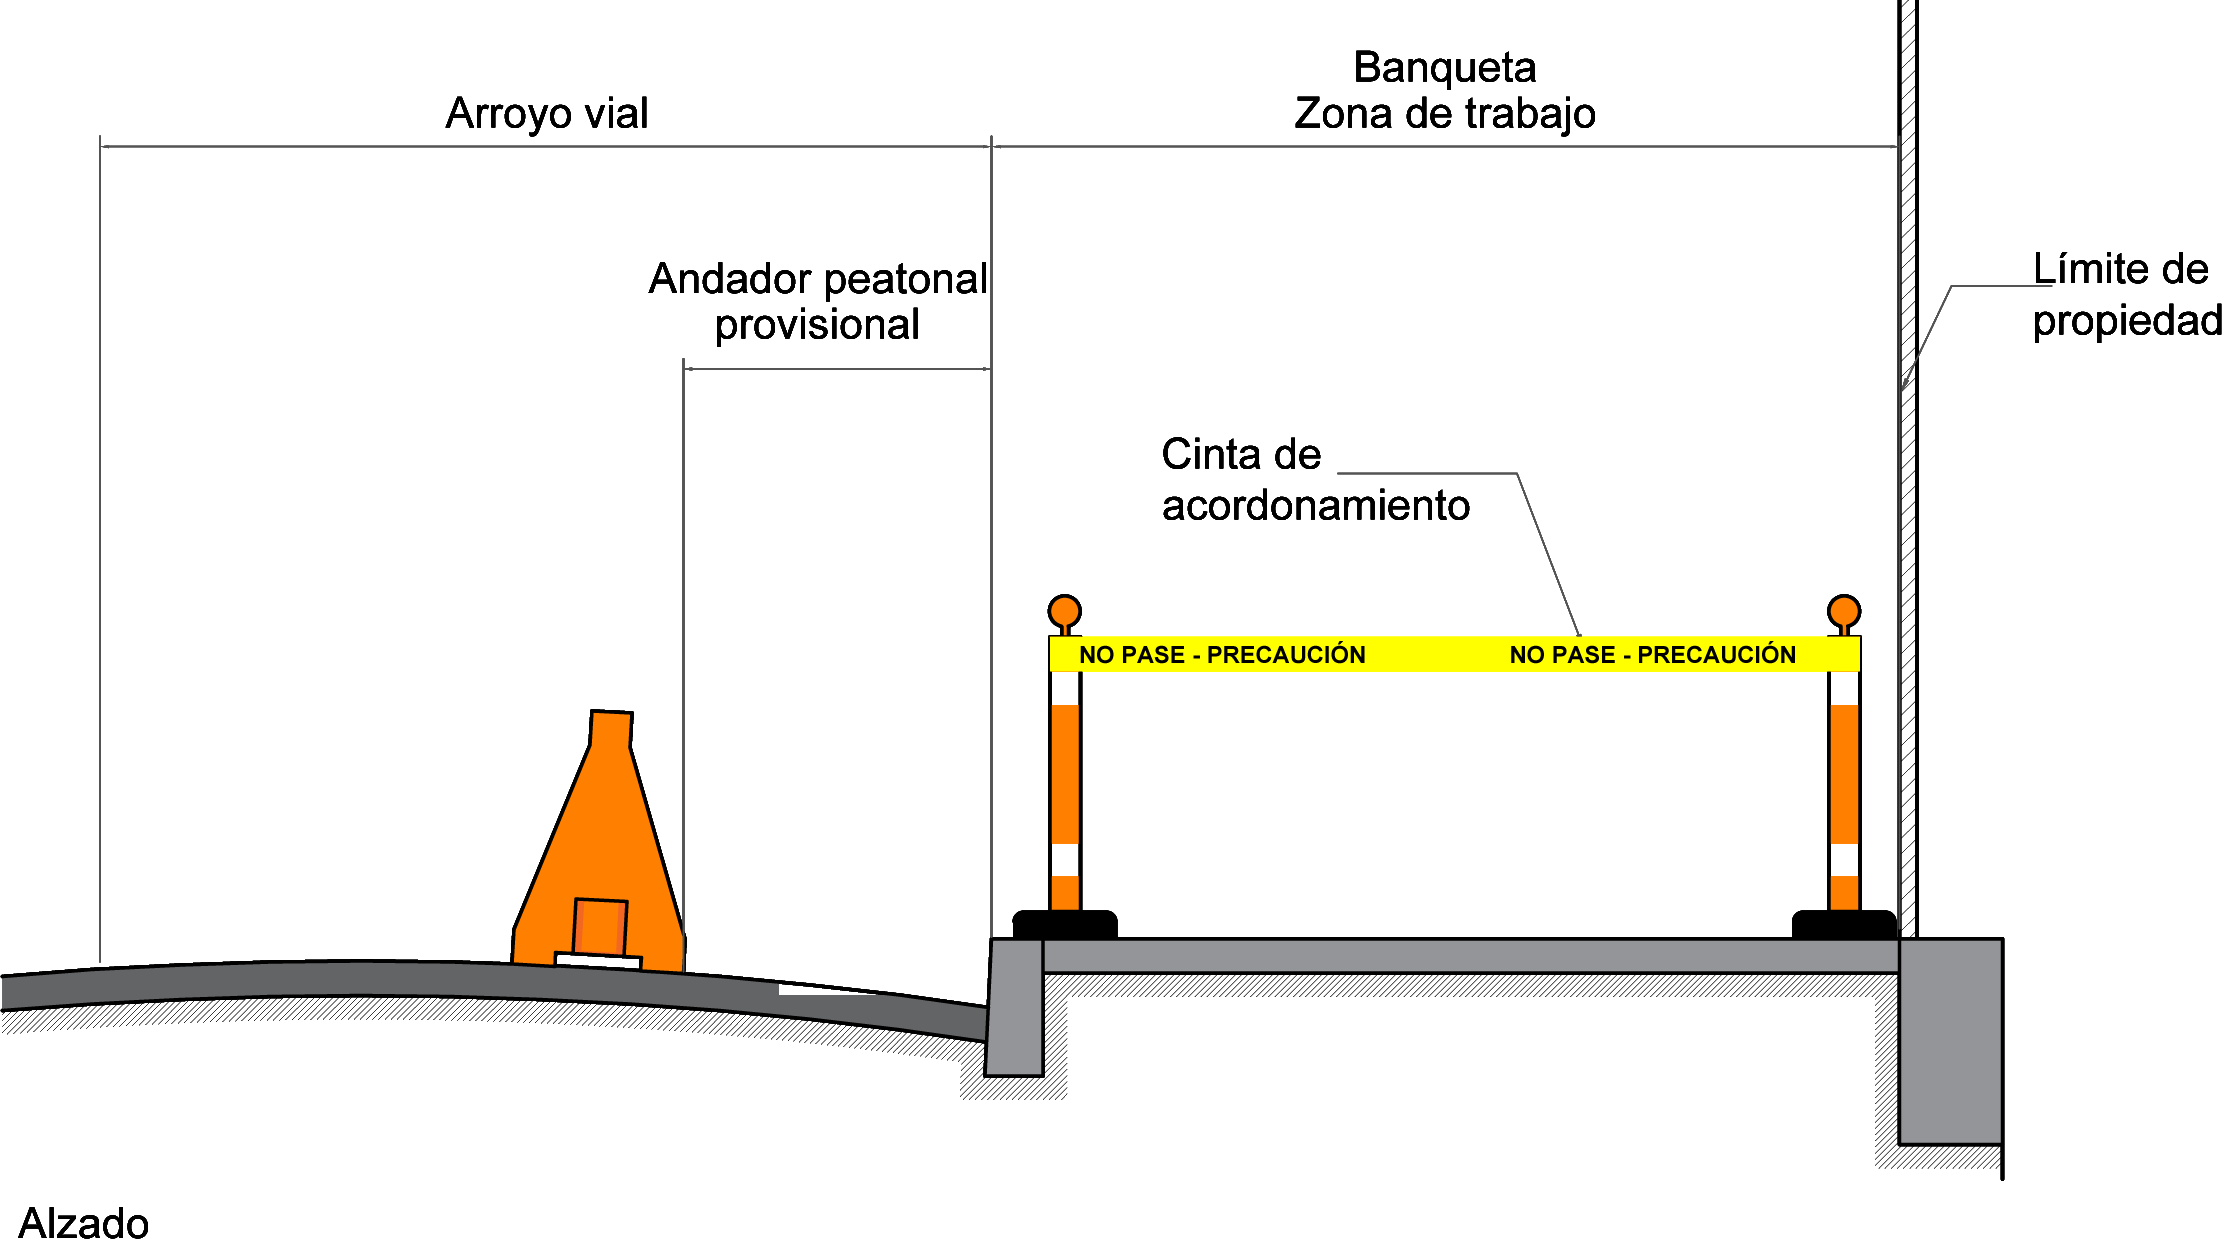 Banqueta
Zona de trabajo
Arroyo vial
Andador peatonal
provisional
Límite de
propiedad
Cinta de
acordonamiento
NO PASE - PRECAUCIÓN NO PASE - PRECAUCIÓN
Alzado